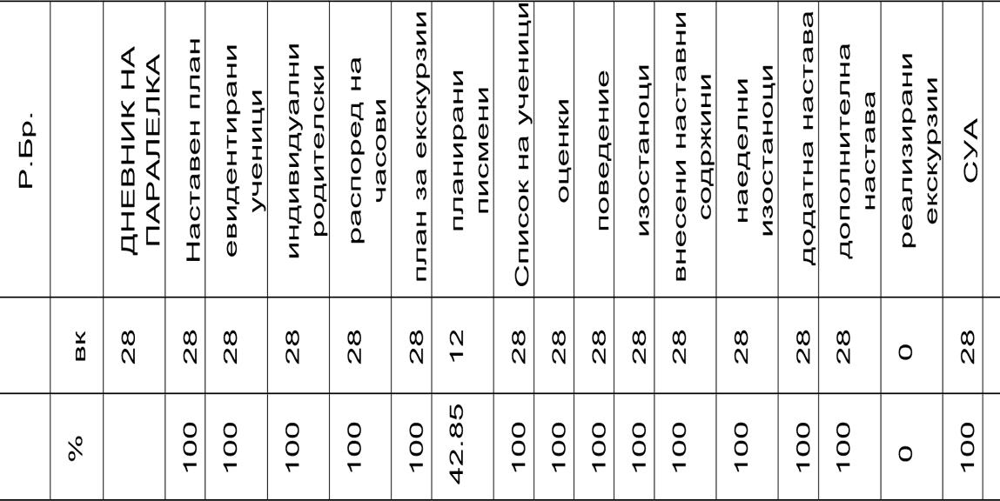 Р.Бр.
вк
%
ДНЕВНИК НА
ПАРАЛЕЛКА
28
Наставен план
28
100
евидентирани
ученици
28
100
индивидуални
родителски
28
100
распоред на
часови
28
100
план за екскурзии
28
100
планирани
писмени
12
42.85
Список на ученици
28
100
оценки
28
100
поведение
28
100
изостаноци
28
100
внесени наставни
содржини
28
100
наеделни
изостаноци
28
100
додатна настава
28
100
дополнителна
настава
28
100
реализирани
екскурзии
0
0
СУА
28
100